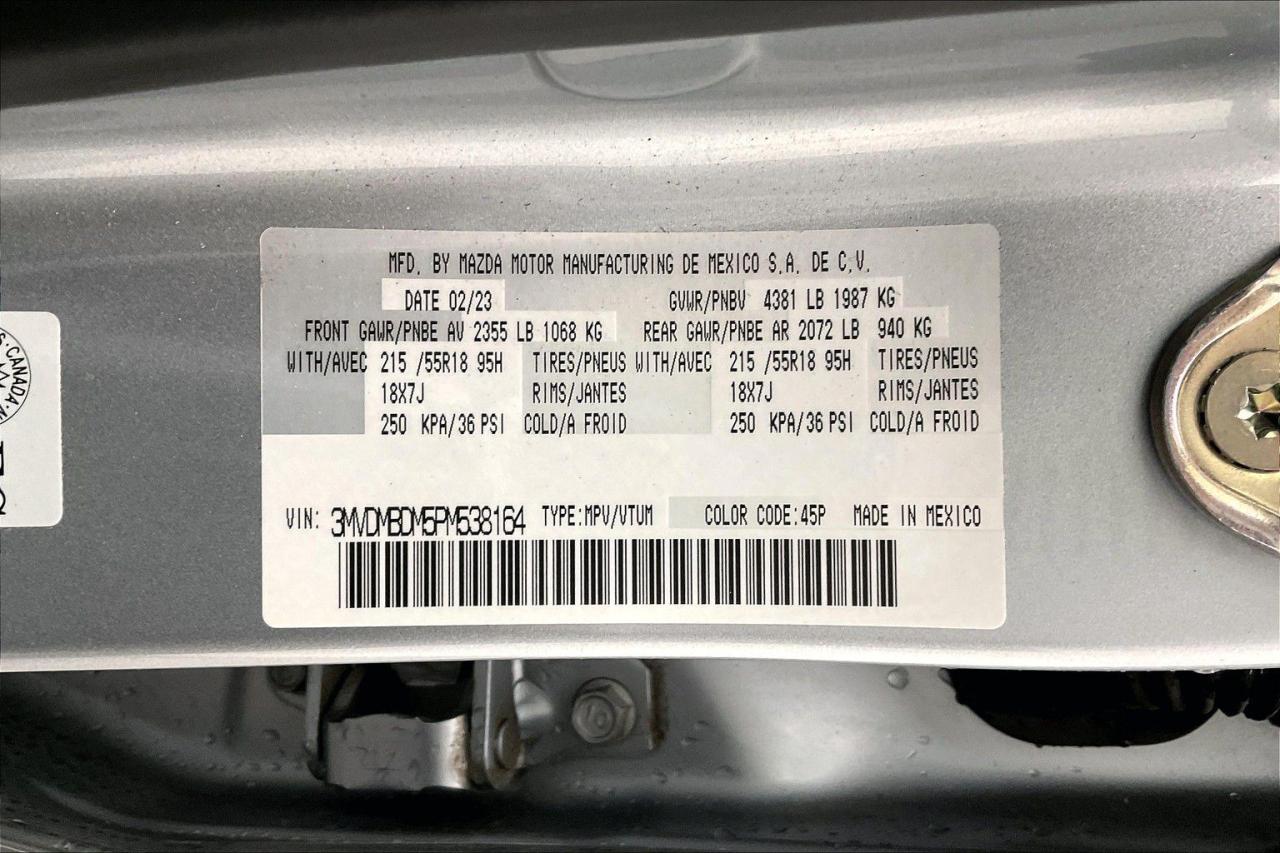 MFD. BY MAZDA MOTOR MANUFACTURING DE MEXICO S.A. DE C.V.
DATE 02/23 GVWR/PNBV 4381 LB 1987 KG
FRONT GAWR/PNBE AV 2355 LB 1068 KG REAR GAWR/PNBE AR 2072 LB 940 KG
WITH/AVEC 215 /55R18 95H TIRES/PNEUS WITH/AVEC 215 /55R18 95H TIRES/PNEUS
18X7J RIMS/JANTES 18X7J RIMS/JANTES
250 KPA/36 PSI COLD/A FROID 250 KPA/36 PSI COLD/A FROID
VIN: 3MVDMBDM5PM538164 TYPE:MPV/VTUM COLOR CODE:45P MADE IN MEXICO
CANADA